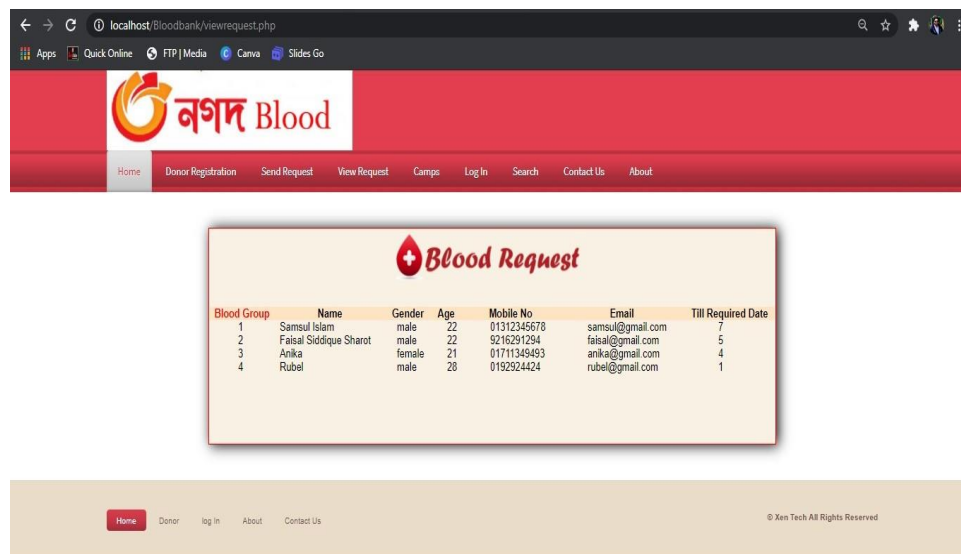 localhost/Bloodbank/viewrequest.php
Apps Quick Online FTP | Media Canva Slides Go
নগদ Blood
Home Donor Registration Send Request View Request Camps Log In Search Contact Us About
Blood Request
Blood Group Name Gender Age Mobile No Email Till Required Date
1 Samsul Islam male 22 01312345678 samsul@gmail.com 7
2 Faisal Siddique Sharot male 22 9216291294 faisal@gmail.com 5
3 Anika female 21 01711349493 anika@gmail.com 4
4 Rubel male 28 0192924424 rubel@gmail.com 1
Home Donor log In About Contact Us © Xen Tech All Rights Reserved